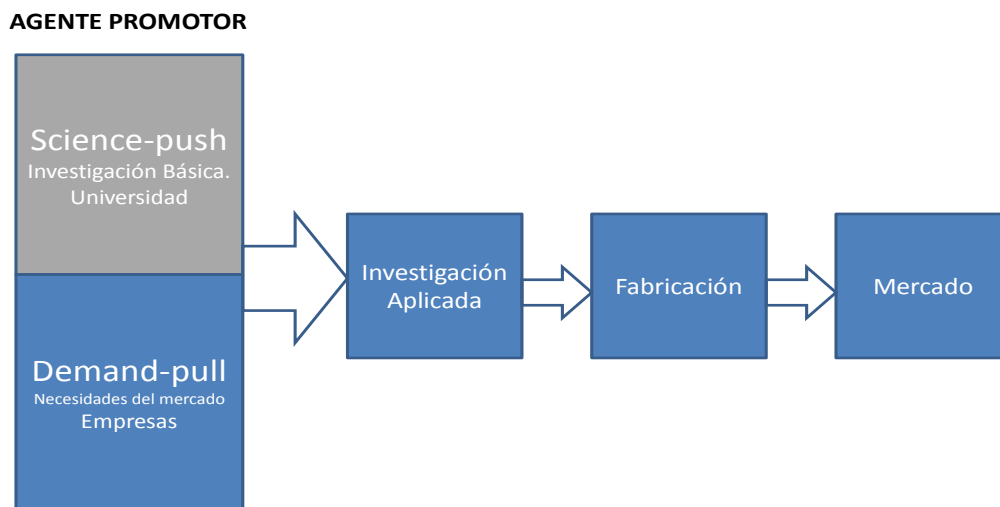 AGENTE PROMOTOR
Science-push
Investigación Básica.
Universidad
Demand-pull
Necesidades del mercado
Empresas
Investigación
Aplicada
Fabricación
Mercado